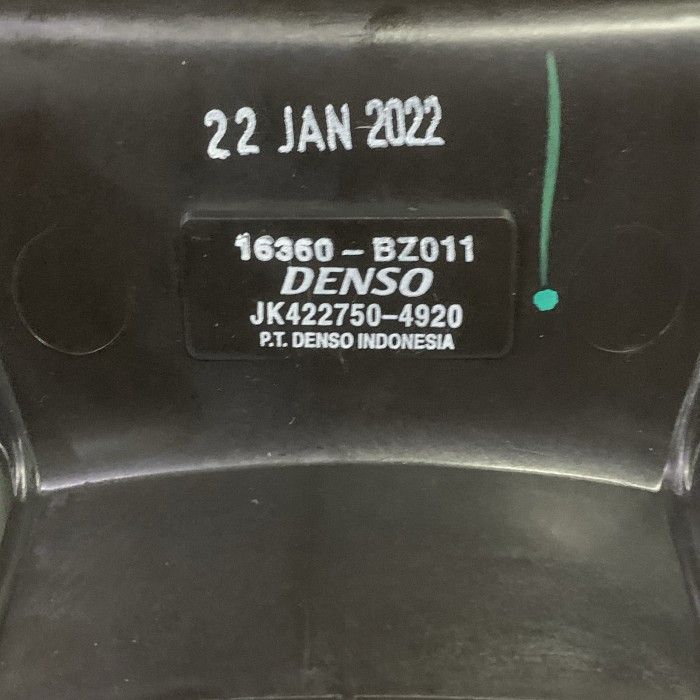 22 JAN 2022
16360-BZ011
DENSO
JK422750-4920
P.T. DENSO INDONESIA